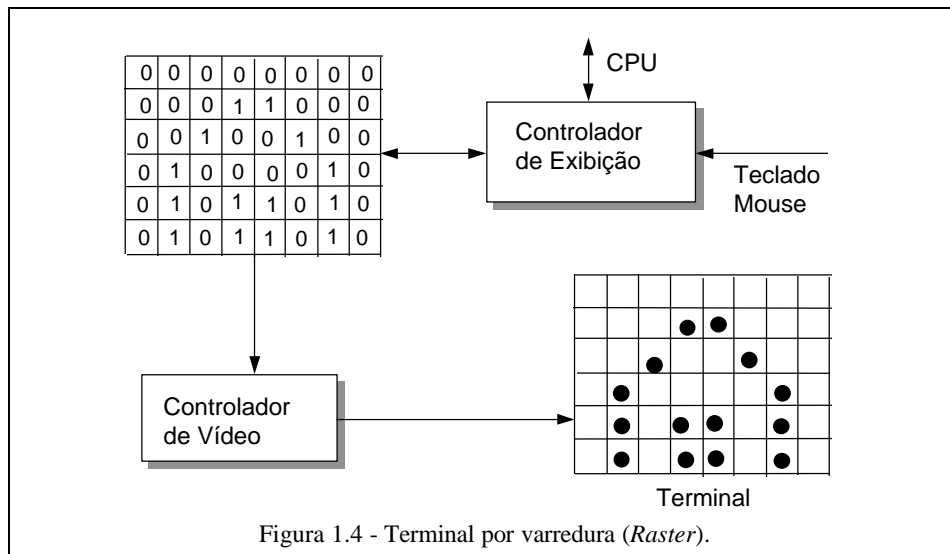 CPU
0 0 0 0 0 0 0 0
0 0 0 1 1 0 0 0
0 0 1 0 0 1 0 0
0 1 0 0 0 0 1 0
0 1 0 1 1 0 1 0
0 1 0 1 1 0 1 0
Controlador
de Exibição
Teclado
Mouse
Controlador
de Vídeo
Terminal
Figura 1.4 - Terminal por varredura (Raster).